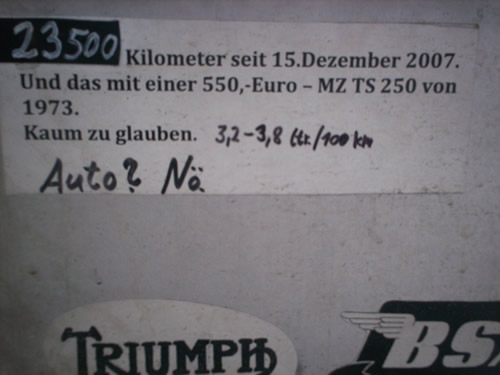 23500 Kilometer seit 15.Dezember 2007.
Und das mit einer 550,-Euro – MZ TS 250 von
1973.
Kaum zu glauben. 3,2-3,8 ltr./100 km
Auto? Nö
TRIUMPH
BS